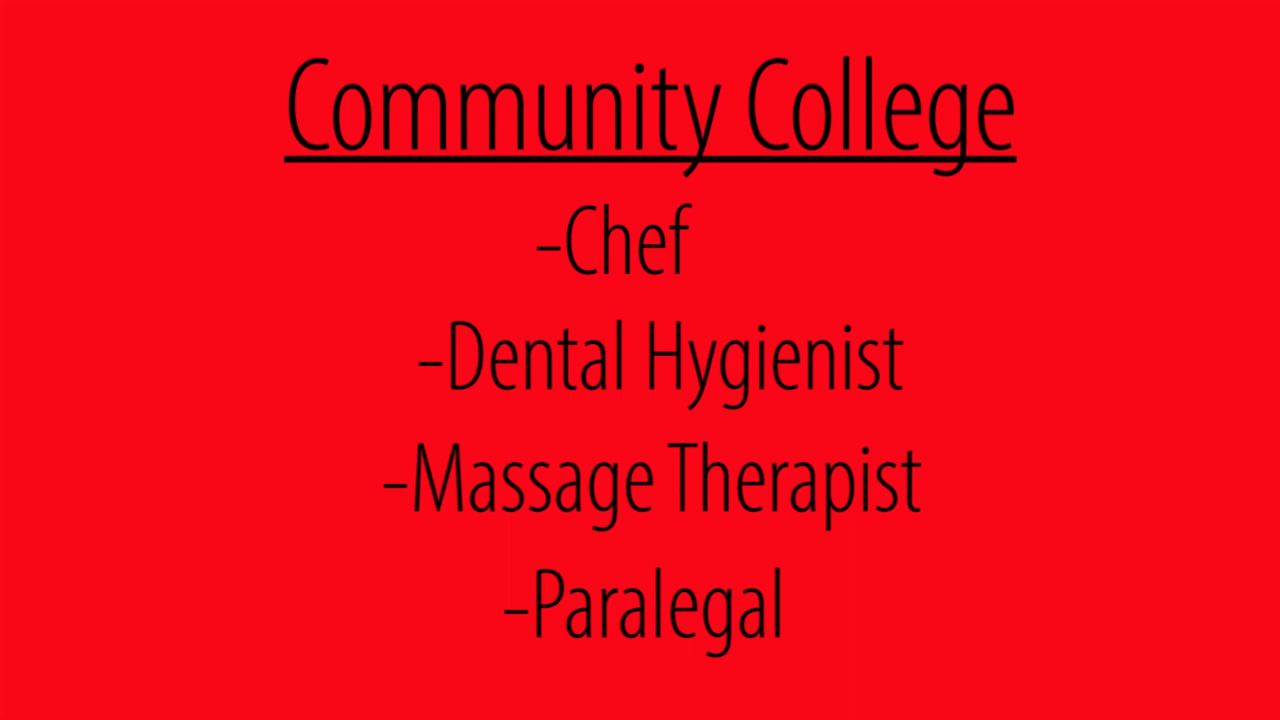 Community College
-Chef
-Dental Hygienist
-Massage Therapist
-Paralegal